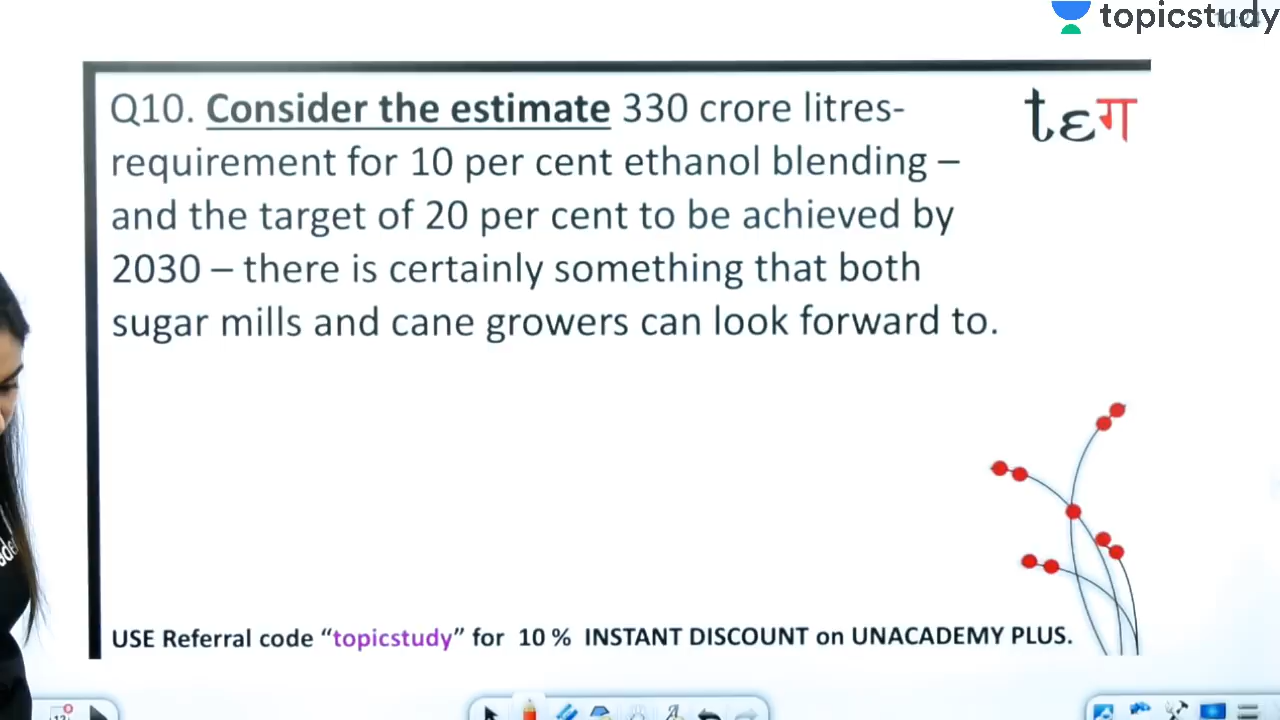 topicstudy
tεग
Q10. Consider the estimate 330 crore litres-
requirement for 10 per cent ethanol blending –
and the target of 20 per cent to be achieved by
2030 – there is certainly something that both
sugar mills and cane growers can look forward to.
USE Referral code “topicstudy” for 10 % INSTANT DISCOUNT on UNACADEMY PLUS.